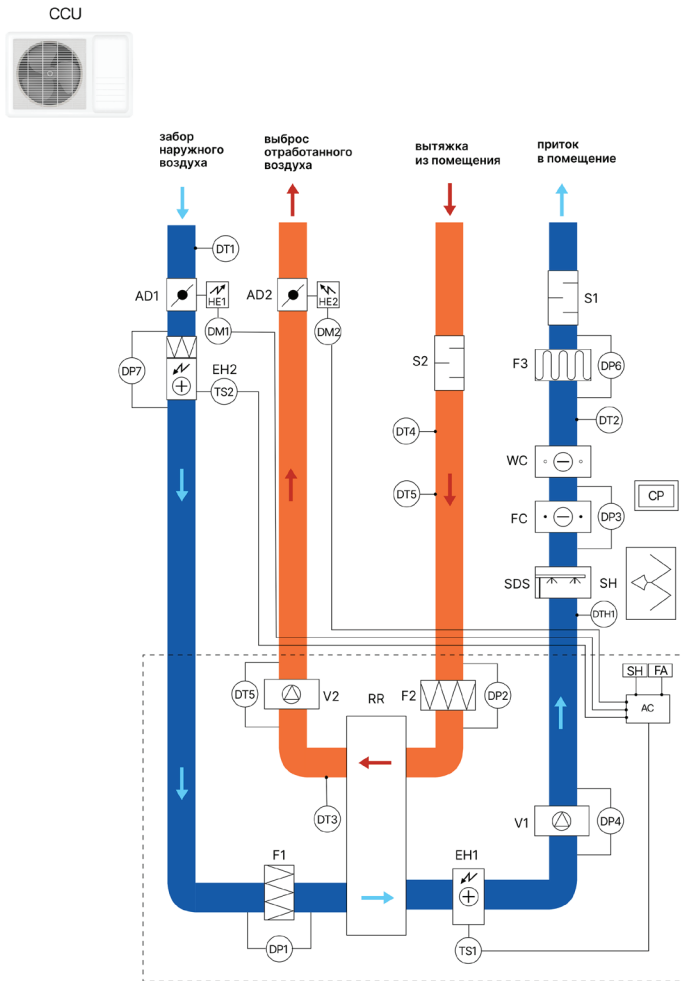 CCU
забор
наружного
воздуха
выброс
отработанного
воздуха
вытяжка
из помещения
приток
в помещение
DT1
AD1
HE1
AD2
HE2
S1
DM1
DM2
DP7
EH2
TS2
S2
F3
DP6
DT4
DT2
WC
DT5
CP
FC
DP3
SDS
SH
DTH1
SH
FA
DT5
V2
RR
F2
DP2
AC
DT3
V1
DP4
F1
EH1
DP1
TS1